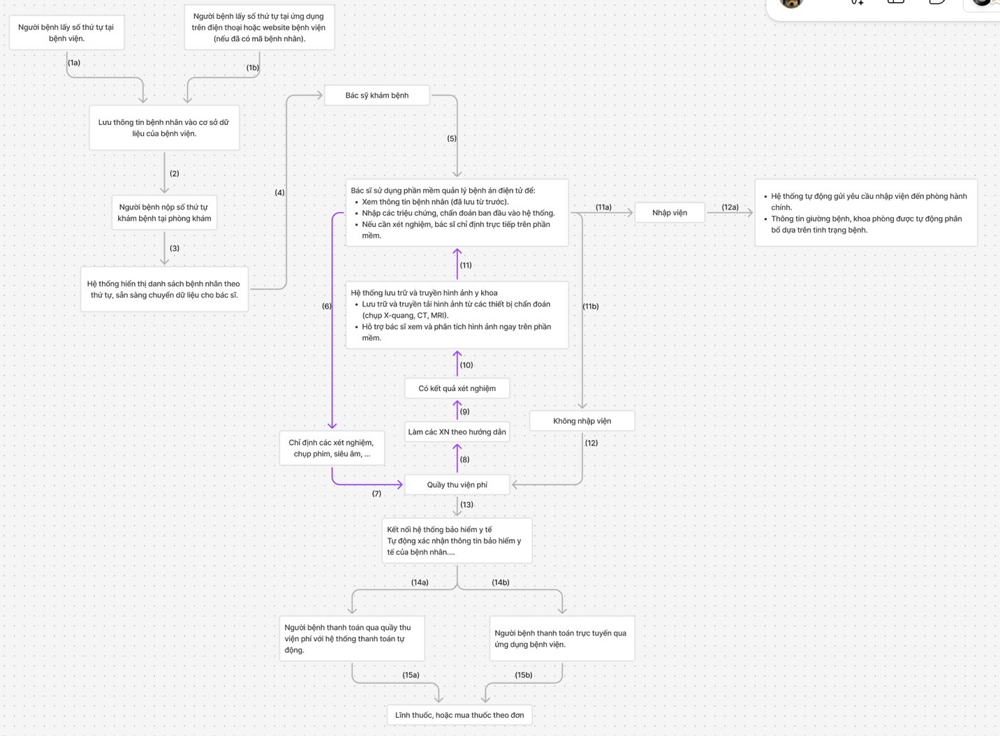 Người bệnh lấy số thứ tự tại
bệnh viện.
Người bệnh lấy số thứ tự tại ứng dụng
trên điện thoại hoặc website bệnh viện
(nếu đã có mã bệnh nhân).
(1a)
(1b)
Lưu thông tin bệnh nhân vào cơ sở dữ
liệu của bệnh viện.
(2)
Người bệnh nộp số thứ tự
khám bệnh tại phòng khám
(3)
Hệ thống hiển thị danh sách bệnh nhân theo
thứ tự, sẵn sàng chuyển dữ liệu cho bác sĩ.
(4)
Bác sỹ khám bệnh
(5)
Bác sĩ sử dụng phần mềm quản lý bệnh án điện tử để:
• Xem thông tin bệnh nhân (đã lưu từ trước).
• Nhập các triệu chứng, chẩn đoán ban đầu vào hệ thống.
• Nếu cần xét nghiệm, bác sĩ chỉ định trực tiếp trên phần
mềm.
(11a)
Nhập viện
(12a)
• Hệ thống tự động gửi yêu cầu nhập viện đến phòng hành
chính.
• Thông tin giường bệnh, khoa phòng được tự động phân
bổ dựa trên tình trạng bệnh.
(11)
Hệ thống lưu trữ và truyền hình ảnh y khoa
• Lưu trữ và truyền tải hình ảnh từ các thiết bị chẩn đoán
(chụp X-quang, CT, MRI).
• Hỗ trợ bác sĩ xem và phân tích hình ảnh ngay trên phần
mềm.
(6)
(11b)
(10)
Có kết quả xét nghiệm
(9)
Làm các XN theo hướng dẫn
Không nhập viện
Chỉ định các xét nghiệm,
chụp phim, siêu âm, ...
(8)
(12)
Quầy thu viện phí
(7)
(13)
Kết nối hệ thống bảo hiểm y tế
Tự động xác nhận thông tin bảo hiểm y
tế của bệnh nhân....
(14a)
(14b)
Người bệnh thanh toán qua quầy thu
viện phí với hệ thống thanh toán tự
động.
Người bệnh thanh toán trực tuyến qua
ứng dụng bệnh viện.
(15a)
(15b)
Lĩnh thuốc, hoặc mua thuốc theo đơn